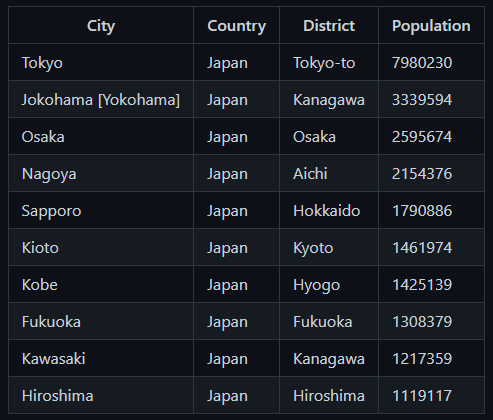 City Country District Population
Tokyo Japan Tokyo-to 7980230
Jokohama [Yokohama] Japan Kanagawa 3339594
Osaka Japan Osaka 2595674
Nagoya Japan Aichi 2154376
Sapporo Japan Hokkaido 1790886
Kioto Japan Kyoto 1461974
Kobe Japan Hyogo 1425139
Fukuoka Japan Fukuoka 1308379
Kawasaki Japan Kanagawa 1217359
Hiroshima Japan Hiroshima 1119117